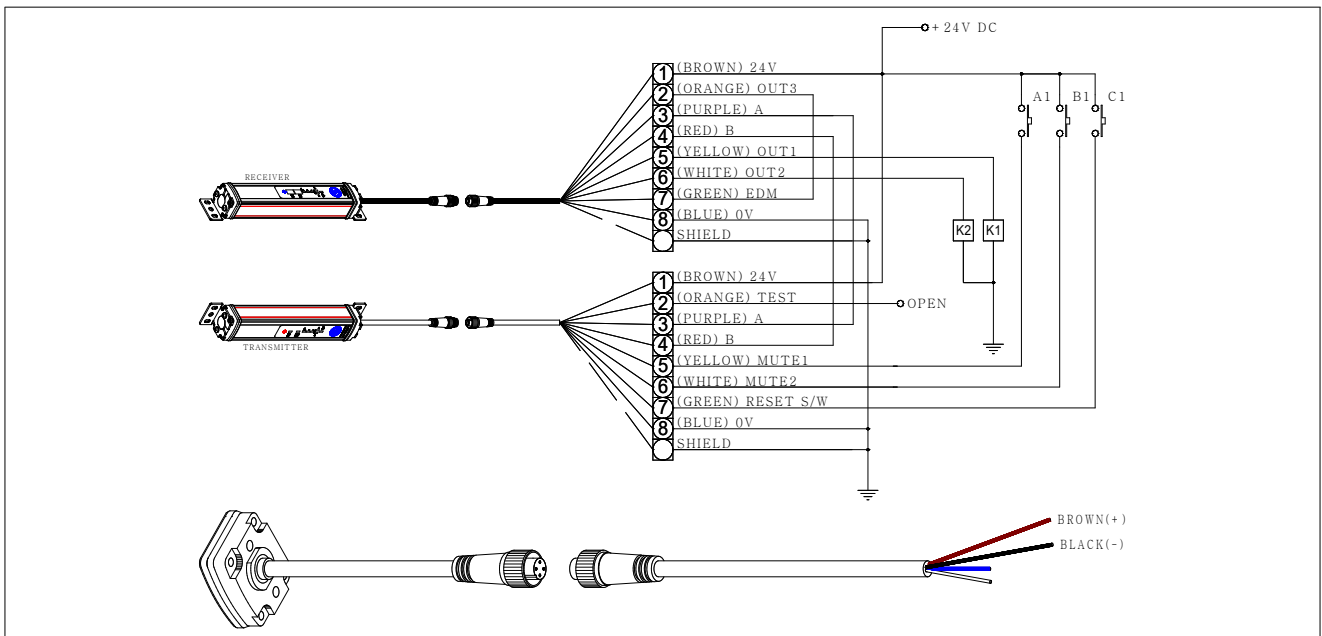 + 24V DC
1 (BROWN) 24V
2 (ORANGE) OUT3
3 (PURPLE) A
4 (RED) B
5 (YELLOW) OUT1
6 (WHITE) OUT2
7 (GREEN) EDM
8 (BLUE) 0V
SHIELD
A1 B1 C1
RECEIVER
K2 K1
1 (BROWN) 24V
2 (ORANGE) TEST
OPEN
3 (PURPLE) A
4 (RED) B
5 (YELLOW) MUTE1
6 (WHITE) MUTE2
7 (GREEN) RESET S/W
8 (BLUE) 0V
SHIELD
TRANSMITTER
BROWN(+)
BLACK(-)